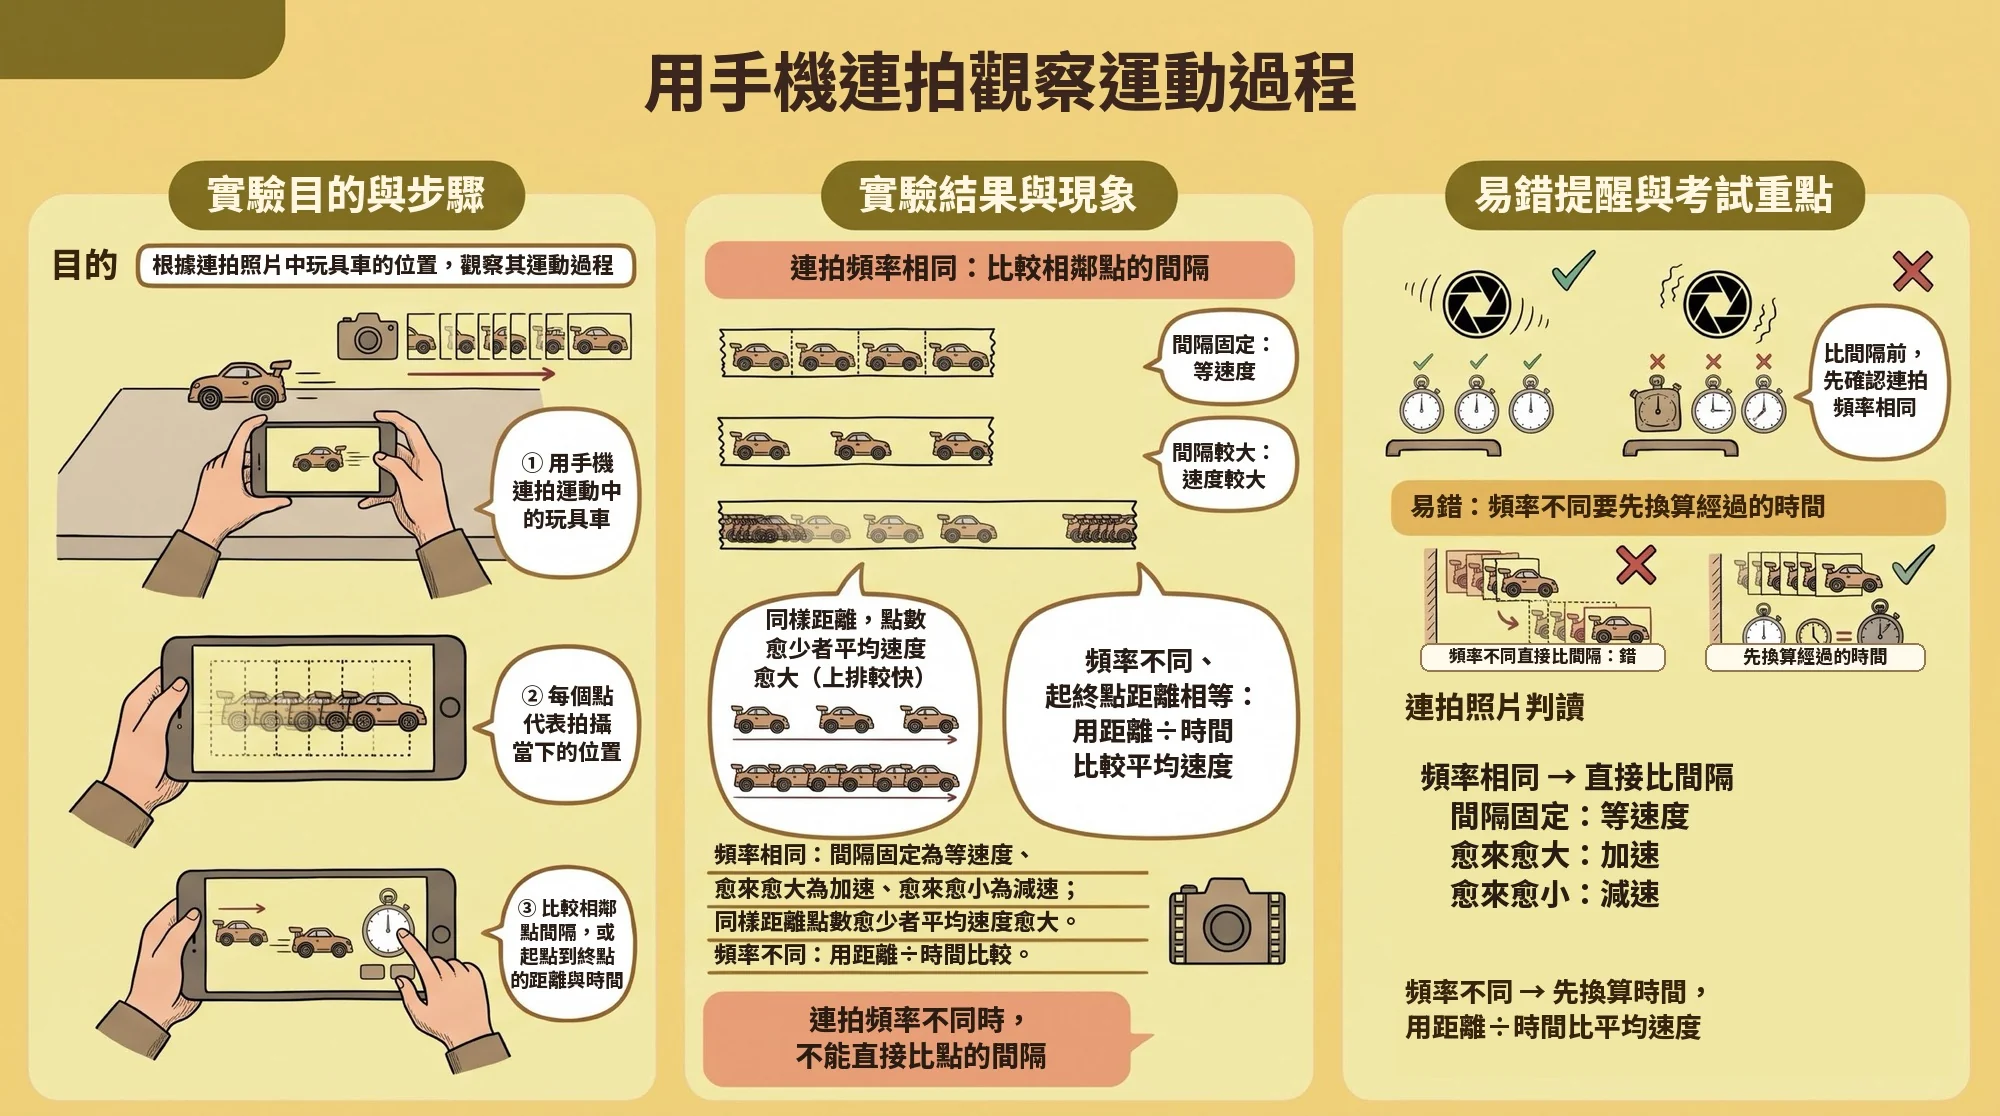 用手機連拍觀察運動過程
實驗目的與步驟
目的
根據連拍照片中玩具車的位置，觀察其運動過程
① 用手機
連拍運動中
的玩具車
② 每個點
代表拍攝
當下的位置
③ 比較相鄰
點間隔，或
起點到終點
的距離與時間
實驗結果與現象
連拍頻率相同：比較相鄰點的間隔
間隔固定：
等速度
間隔較大：
速度較大
同樣距離，點數
愈少者平均速度
愈大（上排較快）
頻率不同、
起終點距離相等：
用距離÷時間
比較平均速度
頻率相同：間隔固定為等速度、
愈來愈大為加速、愈來愈小為減速；
同樣距離點數愈少者平均速度愈大。
頻率不同：用距離÷時間比較。
連拍頻率不同時，
不能直接比點的間隔
易錯提醒與考試重點
比間隔前，
先確認連拍
頻率相同
易錯：頻率不同要先換算經過的時間
頻率不同直接比間隔：錯
先換算經過的時間
連拍照片判讀
頻率相同 → 直接比間隔
間隔固定：等速度
愈來愈大：加速
愈來愈小：減速
頻率不同 → 先換算時間，
用距離÷時間比平均速度